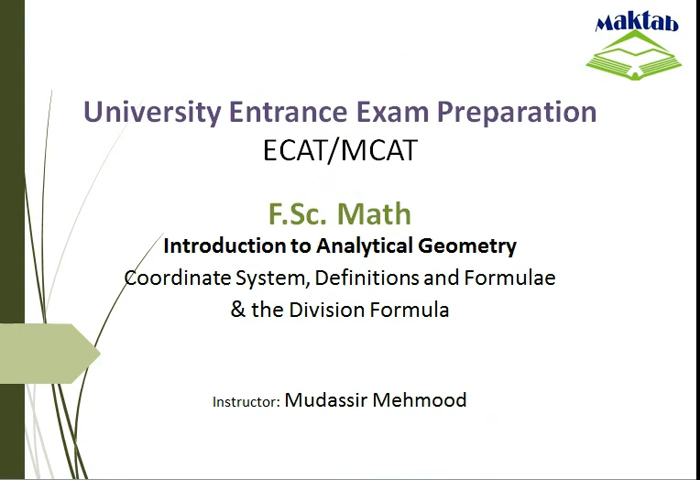 Maktab
University Entrance Exam Preparation
ECAT/MCAT
F.Sc. Math
Introduction to Analytical Geometry
Coordinate System, Definitions and Formulae
& the Division Formula
Instructor: Mudassir Mehmood